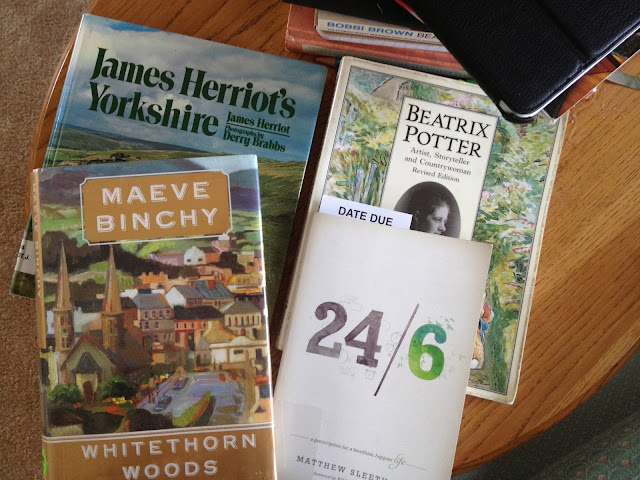 James Herriot's
Yorkshire
James Herriot
Photographs by
Derry Brabbs
BOBBI BROWN
BEATRIX
POTTER
Artist, Storyteller
and Countrywoman
Revised Edition
DATE DUE
MAEVE
BINCHY
WHITETHORN
WOODS
24/6
a prescription for a healthier, happier life
MATTHEW